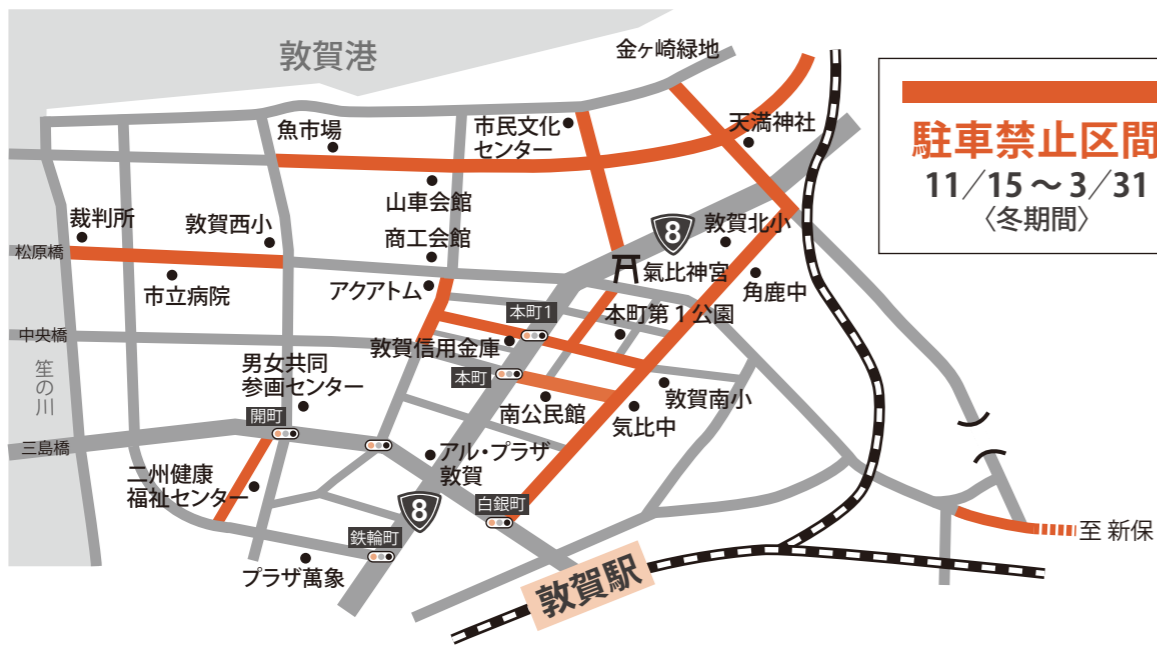 敦賀港
金ヶ崎緑地
駐車禁止区間
11/15～3/31
〈冬期間〉
魚市場
市民文化
センター
天満神社
山車会館
商工会館
裁判所
敦賀西小
8
敦賀北小
松原橋
氣比神宮
角鹿中
市立病院
アクアトム
本町1
本町第1公園
中央橋
敦賀信用金庫
笙の川
男女共同
参画センター
本町
敦賀南小
南公民館
気比中
開町
三島橋
アル・プラザ
敦賀
二州健康
福祉センター
8
白銀町
鉄輪町
至 新保
プラザ萬象
敦賀駅